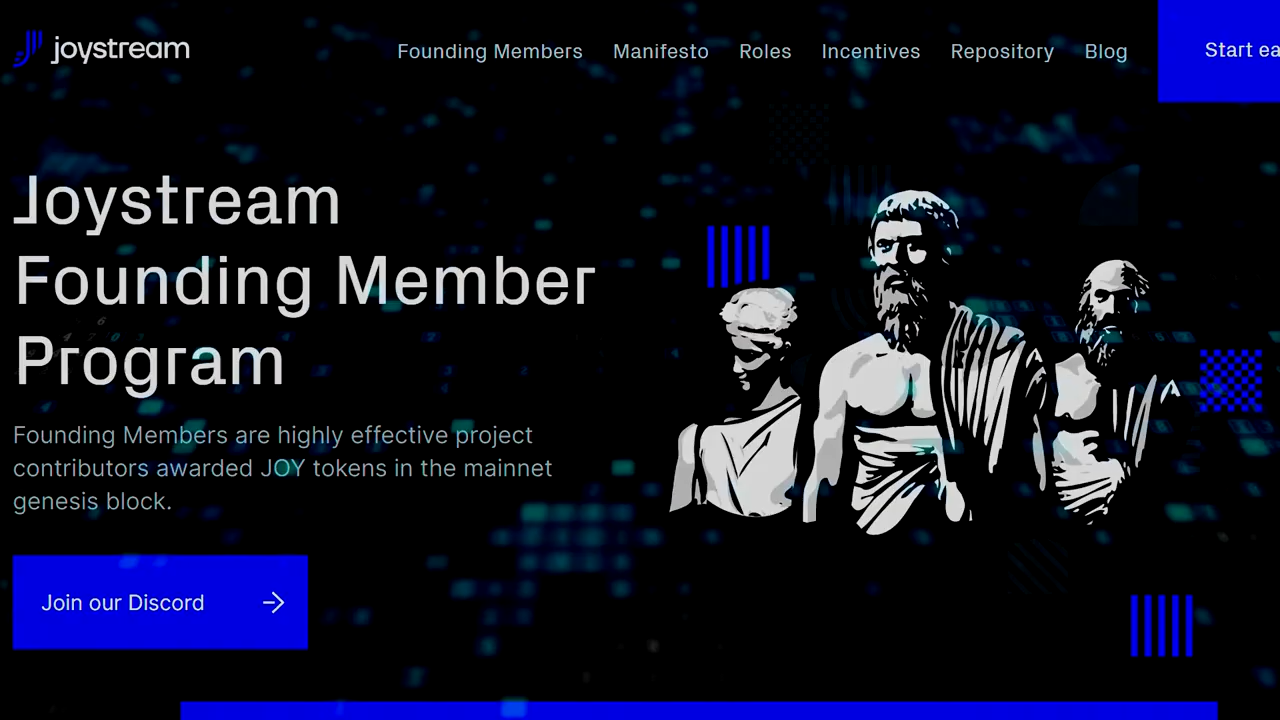 joystream
Founding Members Manifesto Roles Incentives Repository Blog
Start ea
Joystream
Founding Member
Program
Founding Members are highly effective project
contributors awarded JOY tokens in the mainnet
genesis block.
Join our Discord